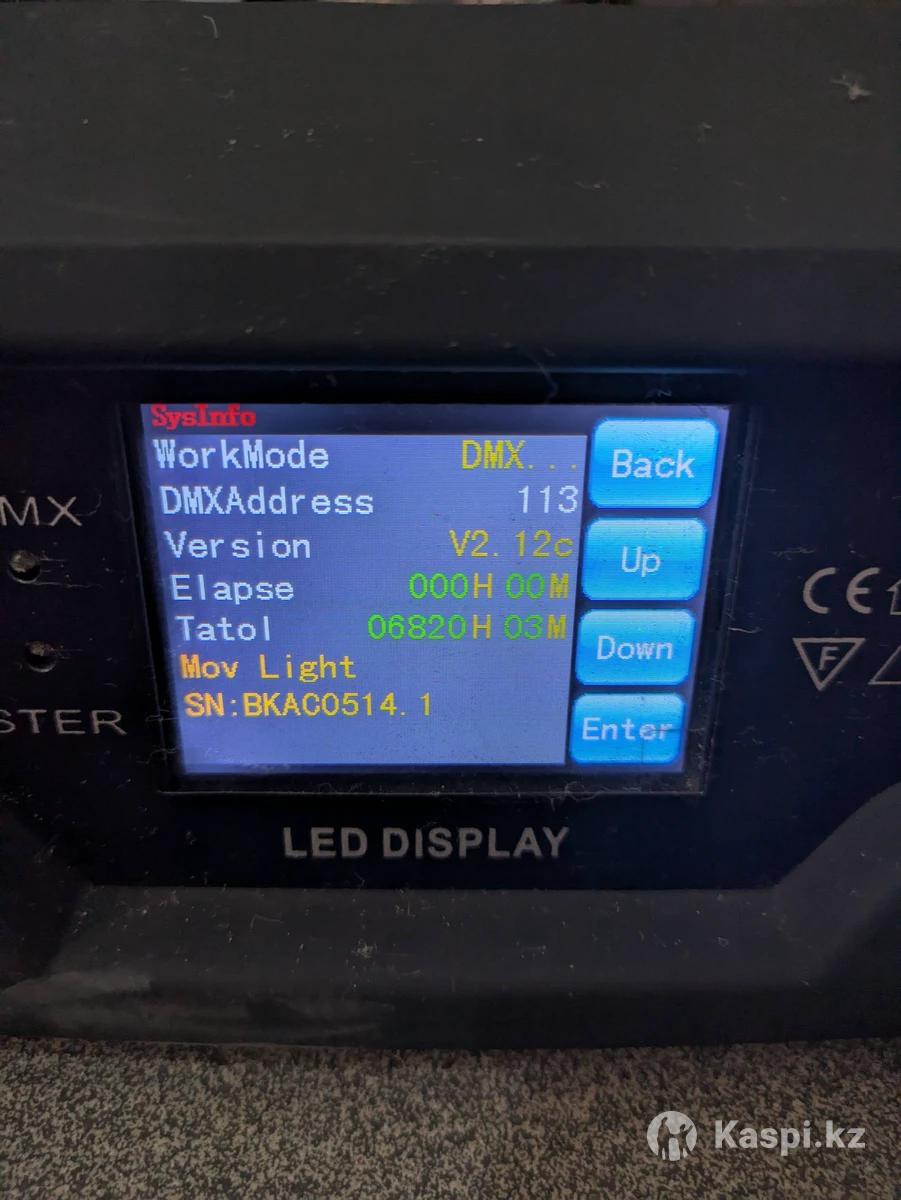 SysInfo
WorkMode DMX...
DMXAddress 113
Version V2.12c
Elapse 000H 00M
Tatol 06820H 03M
Mov Light
SN:BKAC0514.1
Back
Up
Down
Enter
MX
STER
CE
F
LED DISPLAY
Kaspi.kz